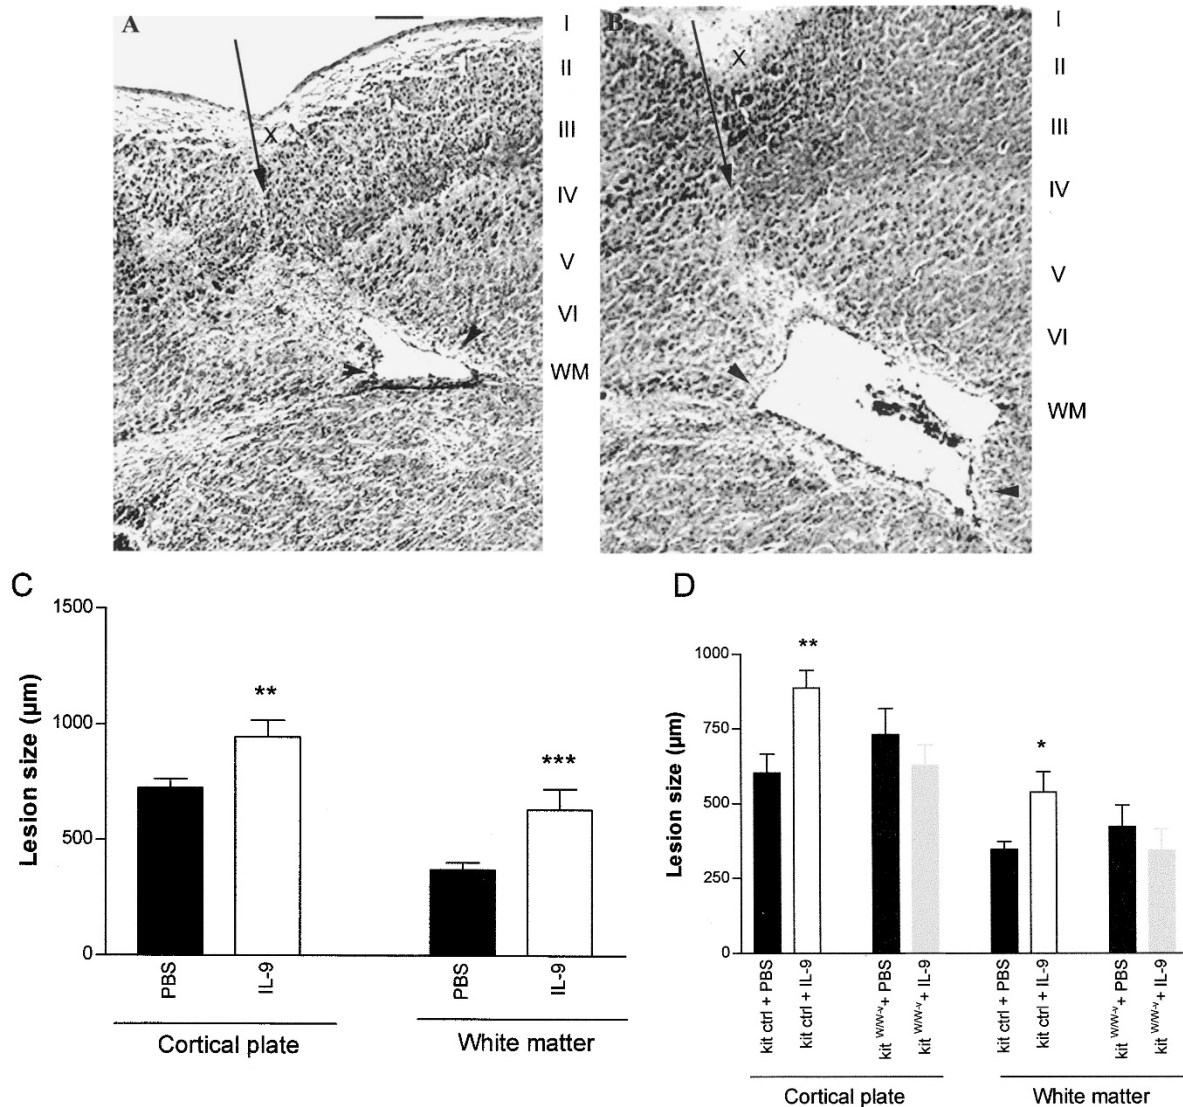 A
X
I
II
III
IV
V
VI
WM
B
X
I
II
III
IV
V
VI
WM
C
Lesion size (µm)
1500
1000
500
0
**
***
PBS
IL-9
PBS
IL-9
Cortical plate
White matter
D
Lesion size (µm)
1000
750
500
250
0
**
*
kit ctrl + PBS
kit ctrl + IL-9
kit W/W-v + PBS
kit W/W-v + IL-9
kit ctrl + PBS
kit ctrl + IL-9
kit W/W-v + PBS
kit W/W-v + IL-9
Cortical plate
White matter